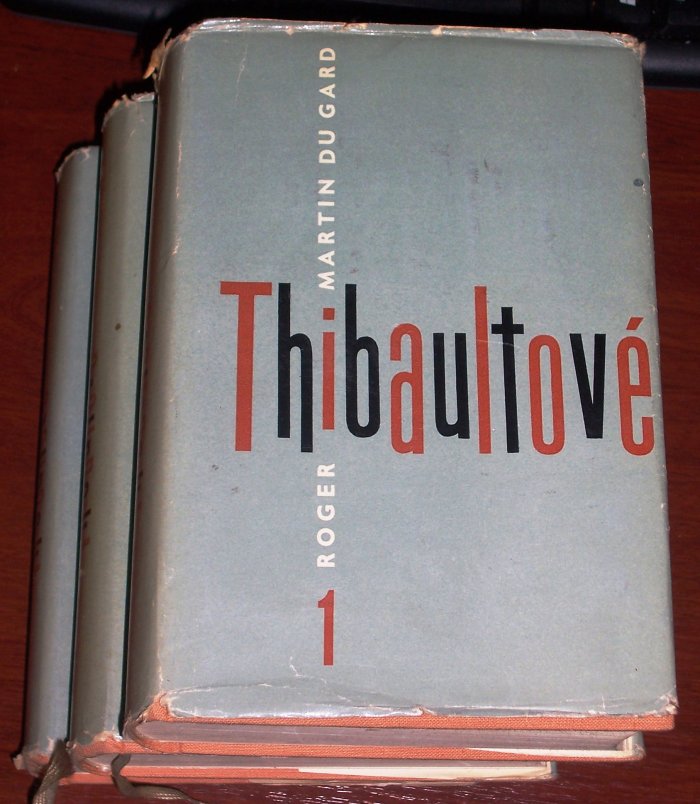 ROGER MARTIN DU GARD
Thibaultové
1